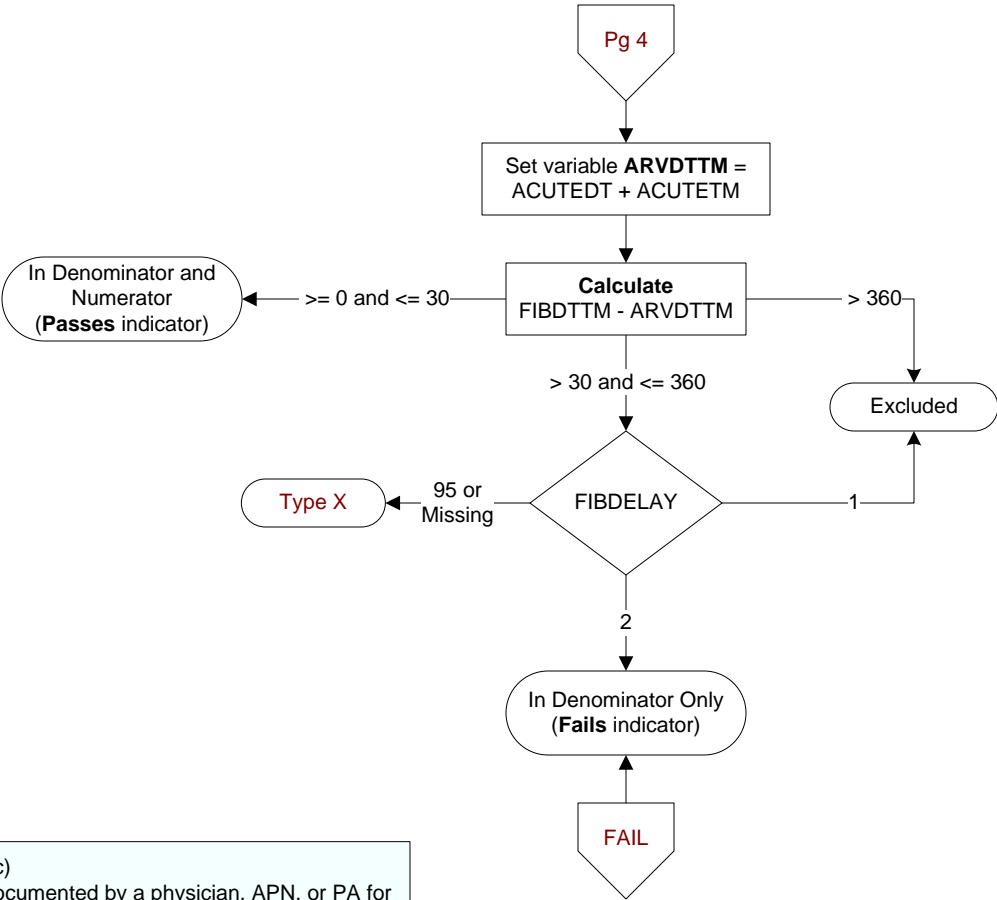 Pg 4
Set variable ARVDTTM =
ACUTEDT + ACUTETM
In Denominator and
Numerator
(Passes indicator)
>= 0 and <= 30
Calculate
FIBDTTM - ARVDTTM
> 360
> 30 and <= 360
Excluded
Type X
95 or
Missing
FIBDELAY
1
2
In Denominator Only
(Fails indicator)
FAIL
c)
ocumented by a physician, APN, or PA for